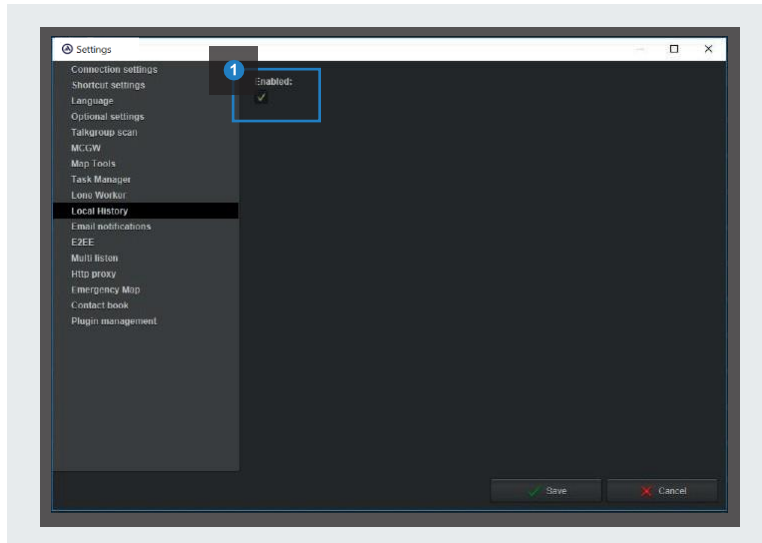 Settings
Connection settings
Shortcut settings
Language
Optional settings
Talkgroup scan
MCGW
Map Tools
Task Manager
Lone Worker
Local History
Email notifications
E2EE
Multi listen
Http proxy
Emergency Map
Contact book
Plugin management
1
Enabled:
Save
Cancel